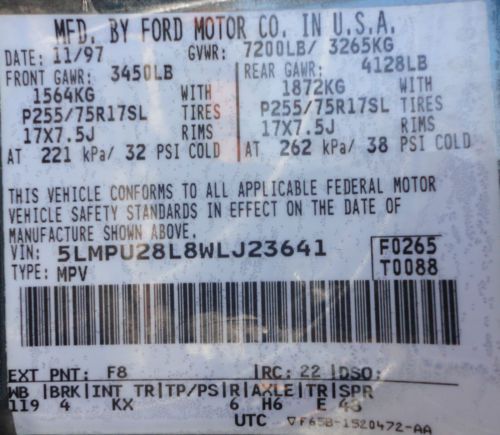 MFD. BY FORD MOTOR CO. IN U.S.A.
DATE: 11/97 GVWR: 7200LB/ 3265KG
FRONT GAWR: 3450LB REAR GAWR: 4128LB
1564KG WITH 1872KG WITH
P255/75R17SL TIRES P255/75R17SL TIRES
17X7.5J RIMS 17X7.5J RIMS
AT 221 kPa/ 32 PSI COLD AT 262 kPa/ 38 PSI COLD
THIS VEHICLE CONFORMS TO ALL APPLICABLE FEDERAL MOTOR
VEHICLE SAFETY STANDARDS IN EFFECT ON THE DATE OF
MANUFACTURE SHOWN ABOVE.
VIN: 5LMPU28L8WLJ23641 F0265
TYPE: MPV T0088
EXT PNT: F8 RC: 22 DSO:
WB BRK INT TR TP/PS R AXLE TR SPR
119 4 KX 6 H6 E 43
UTC ▽F65B-1520472-AA